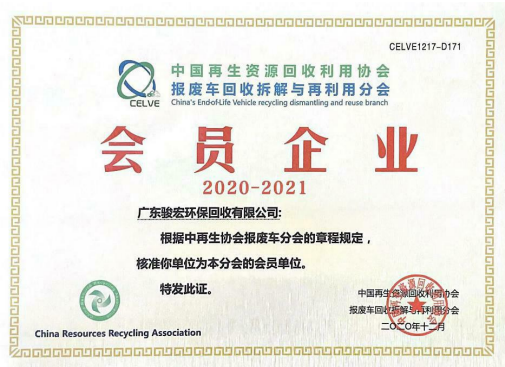 CELVE1217-D171
中国再生资源回收利用协会
报废车回收拆解与再利用分会
China's End-of-Life Vehicle recycling dismantling and reuse branch
CELVE
会员企业
2020-2021
广东骏宏环保回收有限公司:
根据中再生协会报废车分会的章程规定，
核准你单位为本分会的会员单位。
特发此证。
中国再生资源回收利用协会
报废车回收拆解与再利用分会
二〇二〇年十二月
China Resources Recycling Association